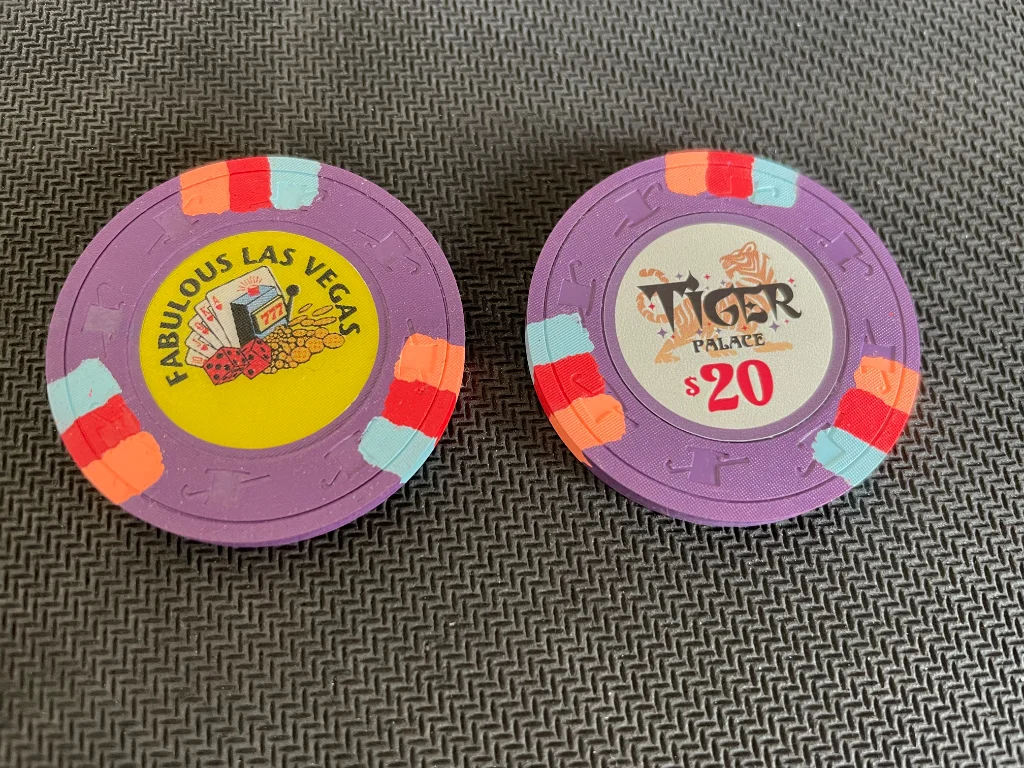 FABULOUS LAS VEGAS
777
TIGER
PALACE
$20